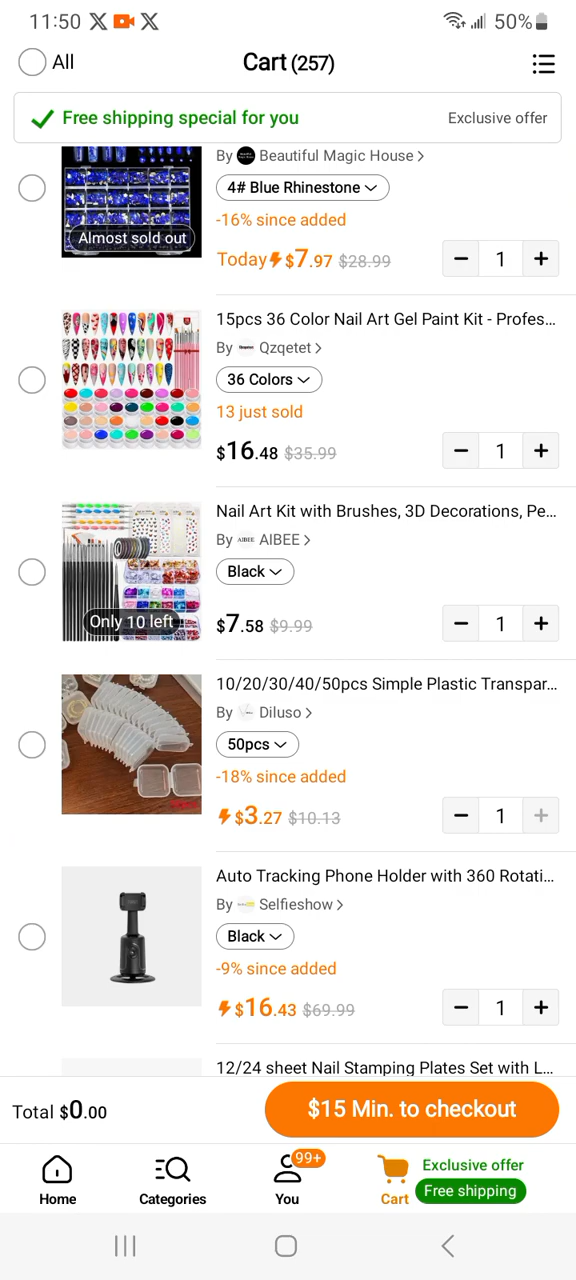 11:50
50%
All
Cart (257)
Free shipping special for you
Exclusive offer
By Beautiful Magic House >
4# Blue Rhinestone
Almost sold out
-16% since added
Today $7.97 $28.99
- 1 +
15pcs 36 Color Nail Art Gel Paint Kit - Profes...
By Qzqetet >
36 Colors
13 just sold
$16.48 $35.99
- 1 +
Nail Art Kit with Brushes, 3D Decorations, Pe...
By AIBEE AIBEE >
Black
Only 10 left
$7.58 $9.99
- 1 +
10/20/30/40/50pcs Simple Plastic Transpar...
By Diluso >
50pcs
-18% since added
$3.27 $10.13
- 1 +
Auto Tracking Phone Holder with 360 Rotati...
By Selfieshow >
Black
-9% since added
$16.43 $69.99
- 1 +
12/24 sheet Nail Stamping Plates Set with L...
Total $0.00
$15 Min. to checkout
Home
Categories
99+
You
Cart
Exclusive offer
Free shipping